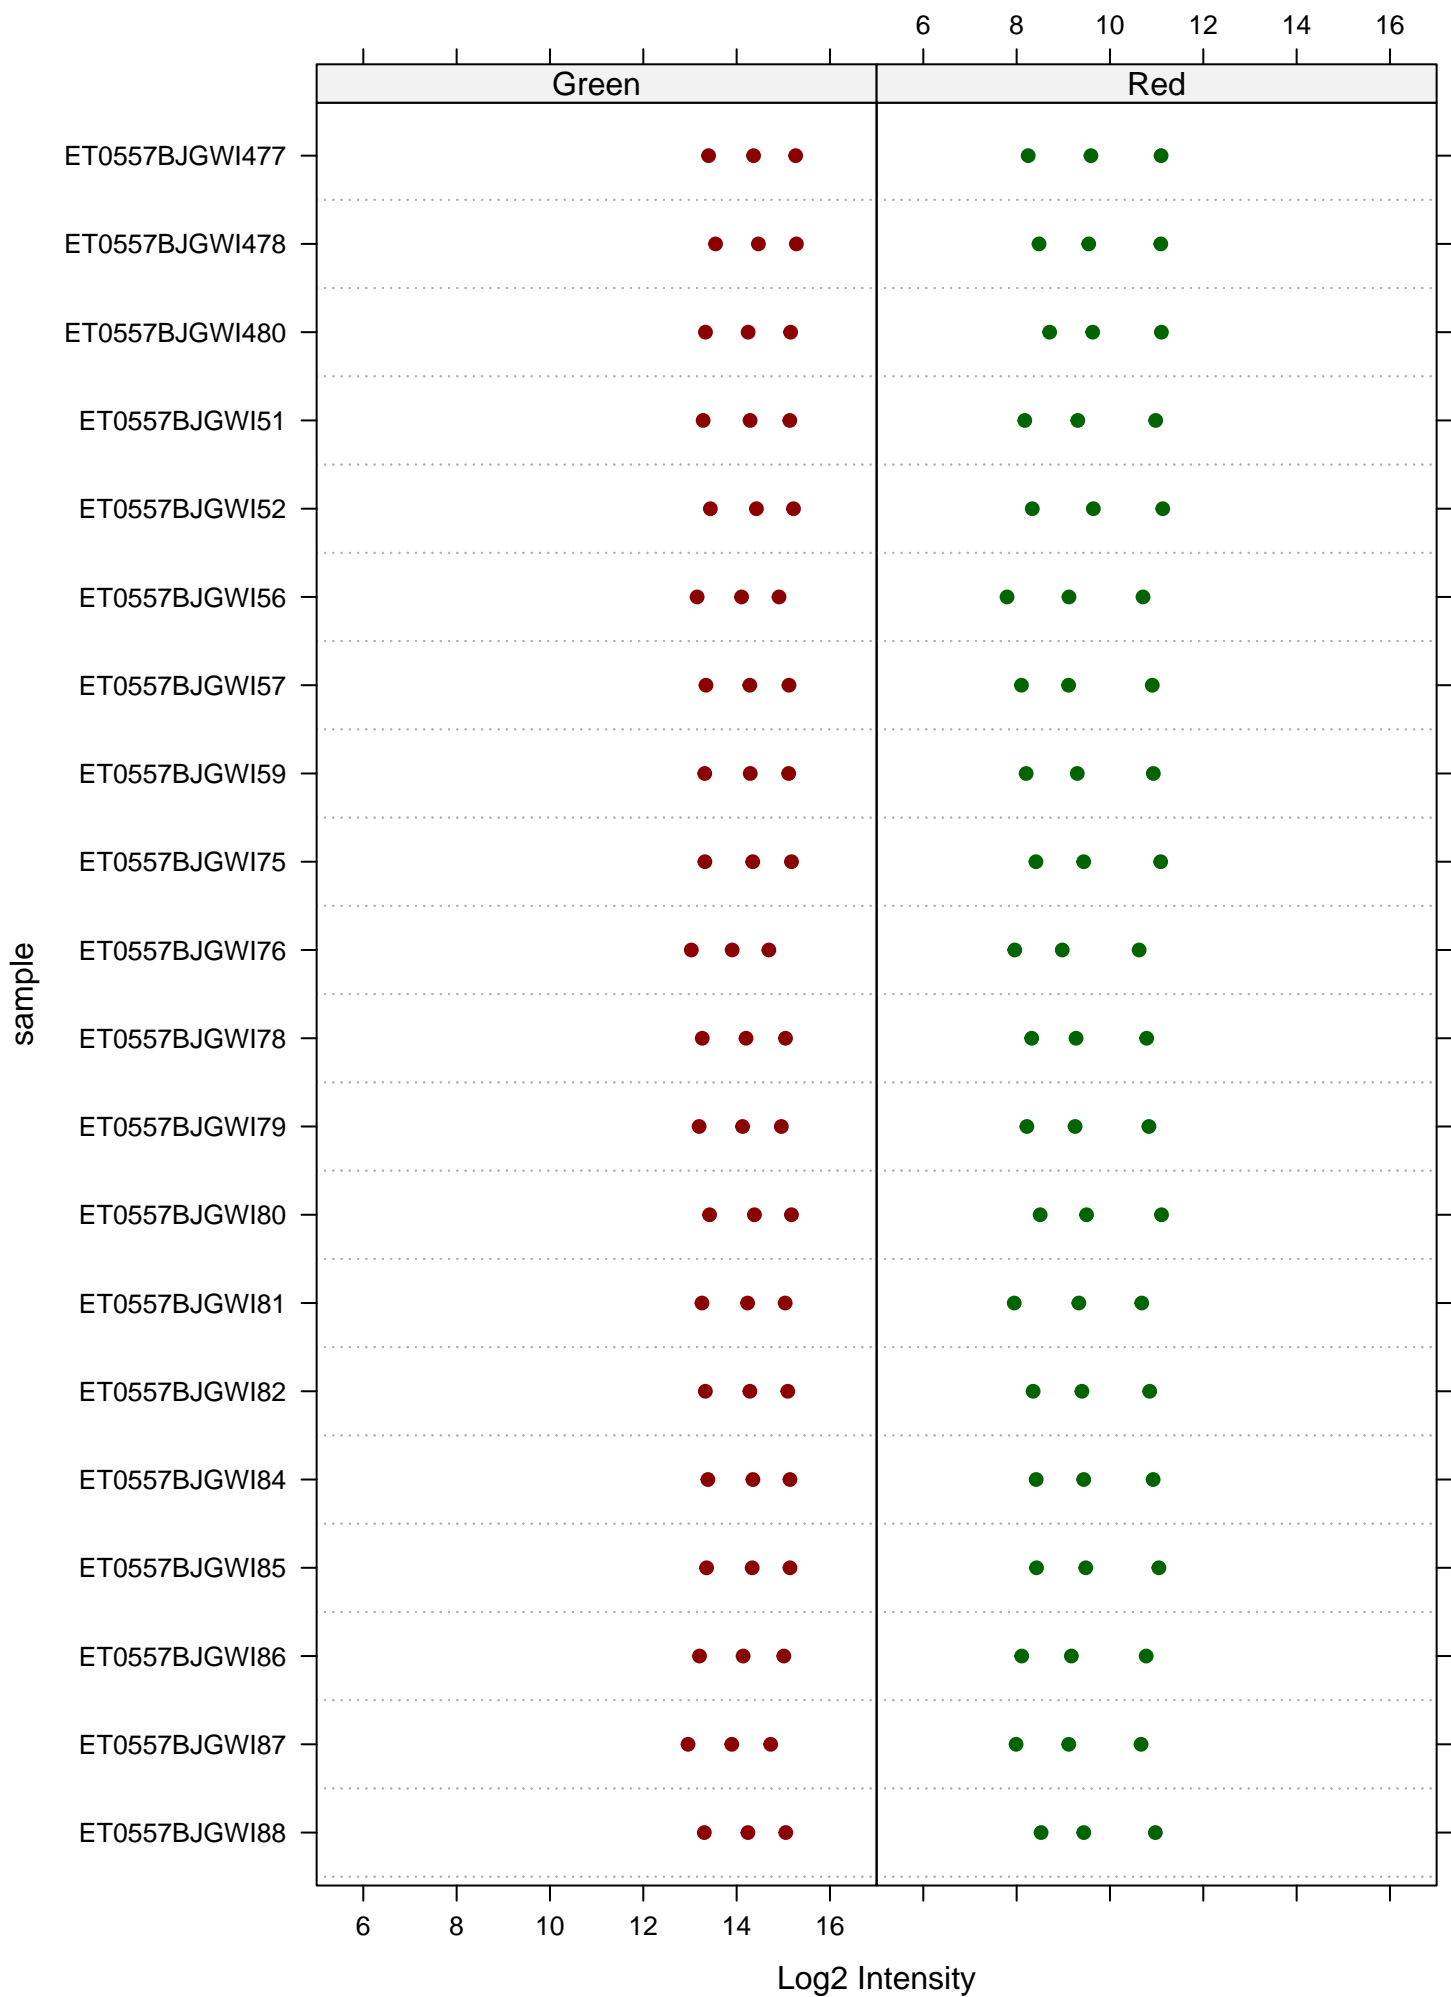 6 8 10 12 14 16
Green Red
ET0557BJGWI477
ET0557BJGWI478
ET0557BJGWI480
ET0557BJGWI51
ET0557BJGWI52
ET0557BJGWI56
ET0557BJGWI57
ET0557BJGWI59
ET0557BJGWI75
ET0557BJGWI76
ET0557BJGWI78
ET0557BJGWI79
ET0557BJGWI80
ET0557BJGWI81
ET0557BJGWI82
ET0557BJGWI84
ET0557BJGWI85
ET0557BJGWI86
ET0557BJGWI87
ET0557BJGWI88
sample
6 8 10 12 14 16
Log2 Intensity